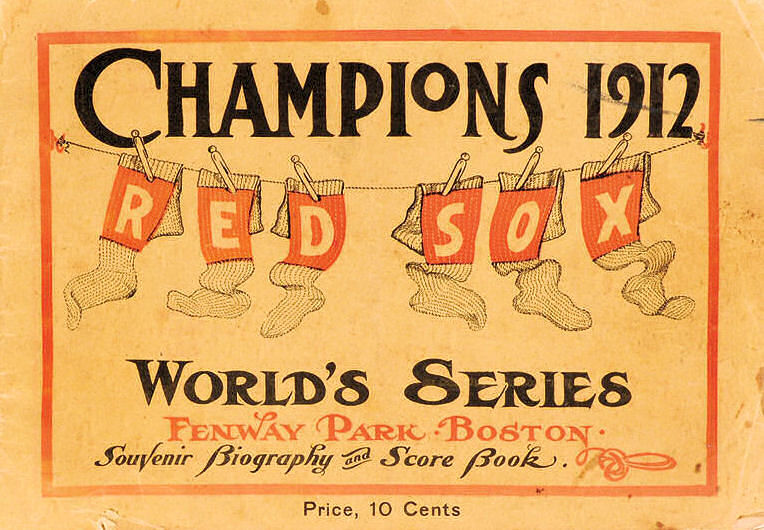 CHAMPIONS 1912
RED SOX
WORLD'S SERIES
FENWAY PARK · BOSTON ·
Souvenir Biography and Score Book.
Price, 10 Cents